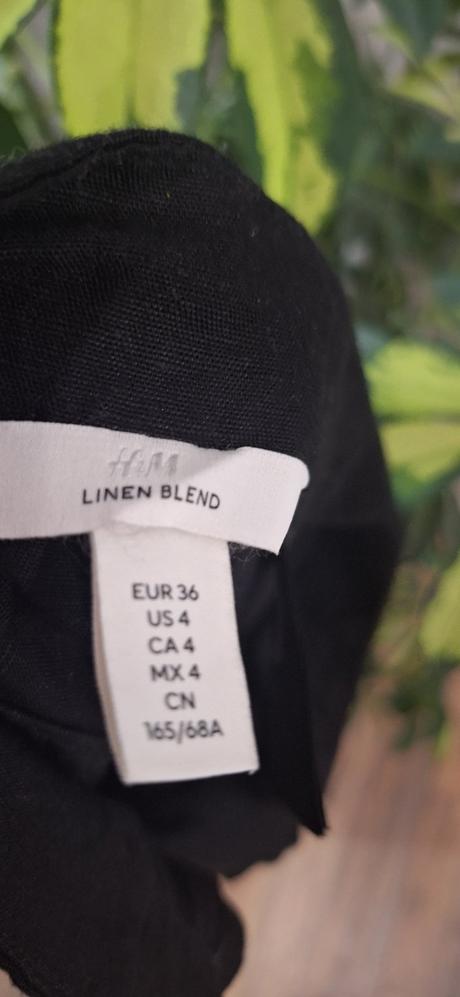 H&M
LINEN BLEND
EUR 36
US 4
CA 4
MX 4
CN
165/68A